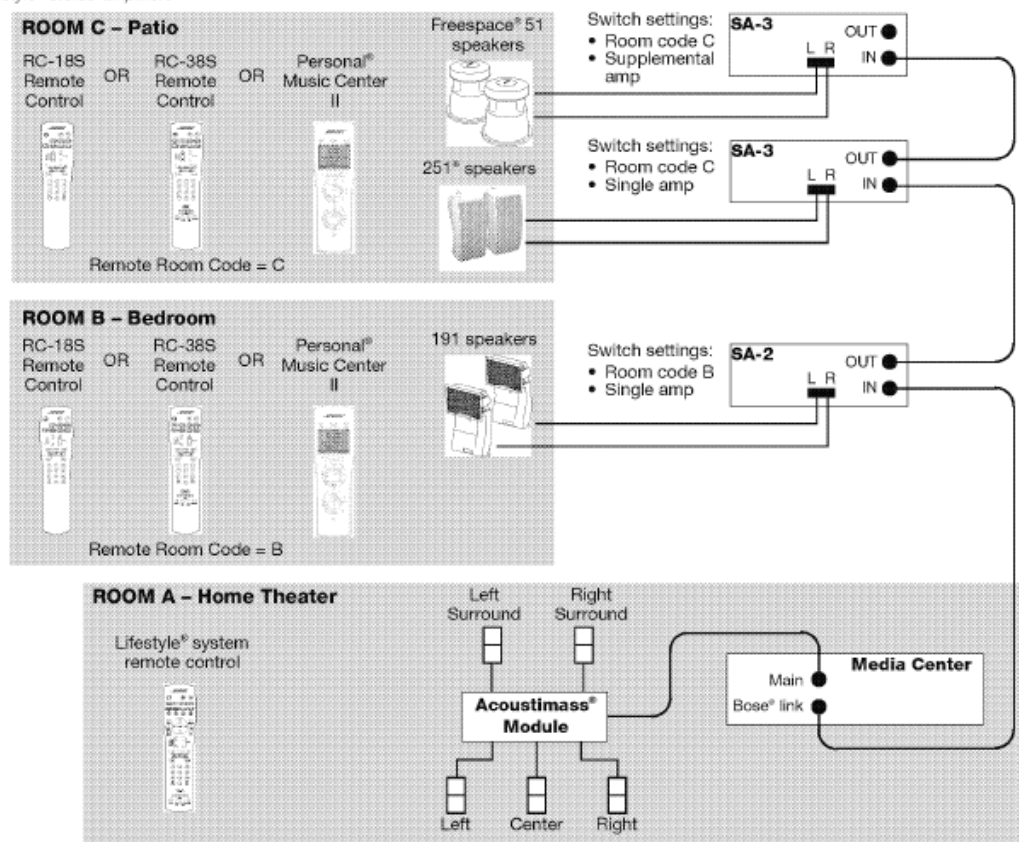 ROOM C – Patio
RC-18S
Remote
Control
OR
RC-38S
Remote
Control
OR
Personal®
Music Center
II
Remote Room Code = C
Freespace® 51
speakers
251® speakers
Switch settings:
• Room code C
• Supplemental
amp
SA-3
L R
OUT
IN
Switch settings:
• Room code C
• Single amp
SA-3
L R
OUT
IN
ROOM B – Bedroom
RC-18S
Remote
Control
OR
RC-38S
Remote
Control
OR
Personal®
Music Center
II
Remote Room Code = B
191 speakers
Switch settings:
• Room code B
• Single amp
SA-2
L R
OUT
IN
ROOM A – Home Theater
Lifestyle® system
remote control
Left
Surround
Right
Surround
Acoustimass®
Module
Left
Center
Right
Media Center
Main
Bose® link